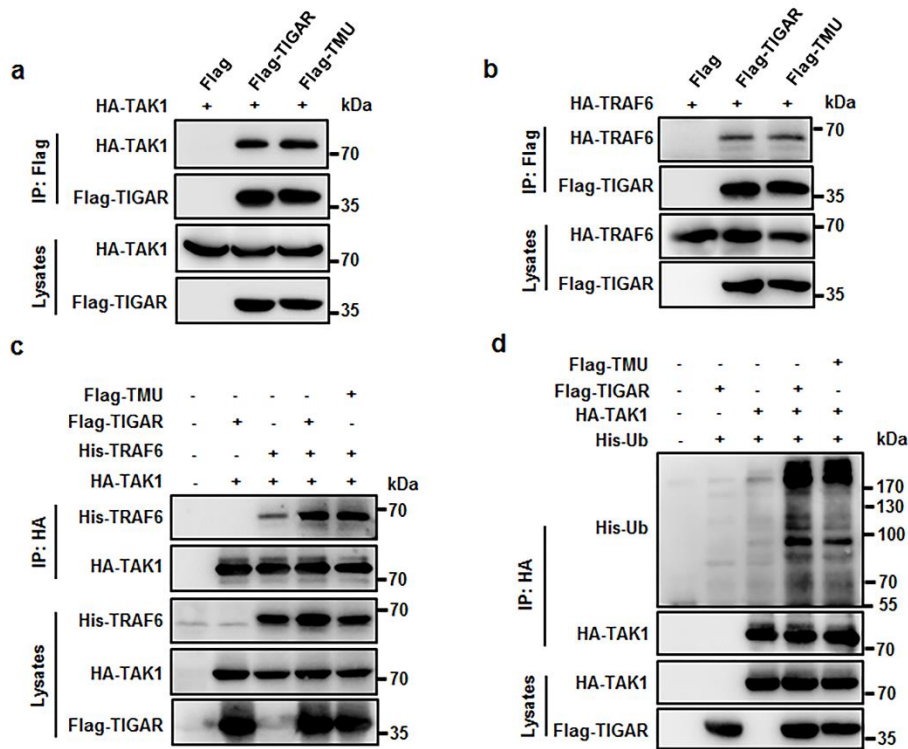 a
Flag
Flag-TIGAR
Flag-TMU
HA-TAK1 + + + kDa
IP: Flag
HA-TAK1
70
Flag-TIGAR
35
Lysates
HA-TAK1
70
Flag-TIGAR
35
b
Flag
Flag-TIGAR
Flag-TMU
HA-TRAF6 + + + kDa
IP: Flag
HA-TRAF6
70
Flag-TIGAR
35
Lysates
HA-TRAF6
70
Flag-TIGAR
35
c
Flag-TMU - - - - +
Flag-TIGAR - + - + -
His-TRAF6 - - + + +
HA-TAK1 - + + + + kDa
IP: HA
His-TRAF6
70
HA-TAK1
70
Lysates
His-TRAF6
70
HA-TAK1
70
Flag-TIGAR
35
d
Flag-TMU - - - - +
Flag-TIGAR - + - + -
HA-TAK1 - - + + +
His-Ub - + + + + kDa
IP: HA
His-Ub
170
130
100
70
55
HA-TAK1
70
Lysates
HA-TAK1
70
Flag-TIGAR
35